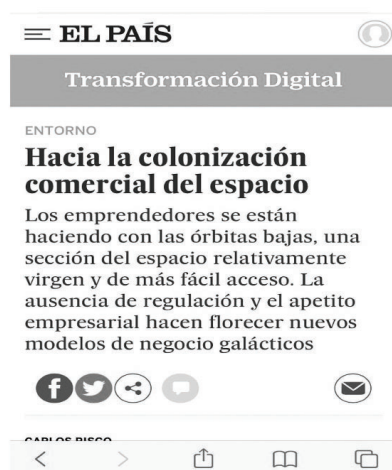 EL PAÍS
Transformación Digital
ENTORNO
Hacia la colonización
comercial del espacio
Los emprendedores se están
haciendo con las órbitas bajas, una
sección del espacio relativamente
virgen y de más fácil acceso. La
ausencia de regulación y el apetito
empresarial hacen florecer nuevos
modelos de negocio galácticos
CARLOS RISCO